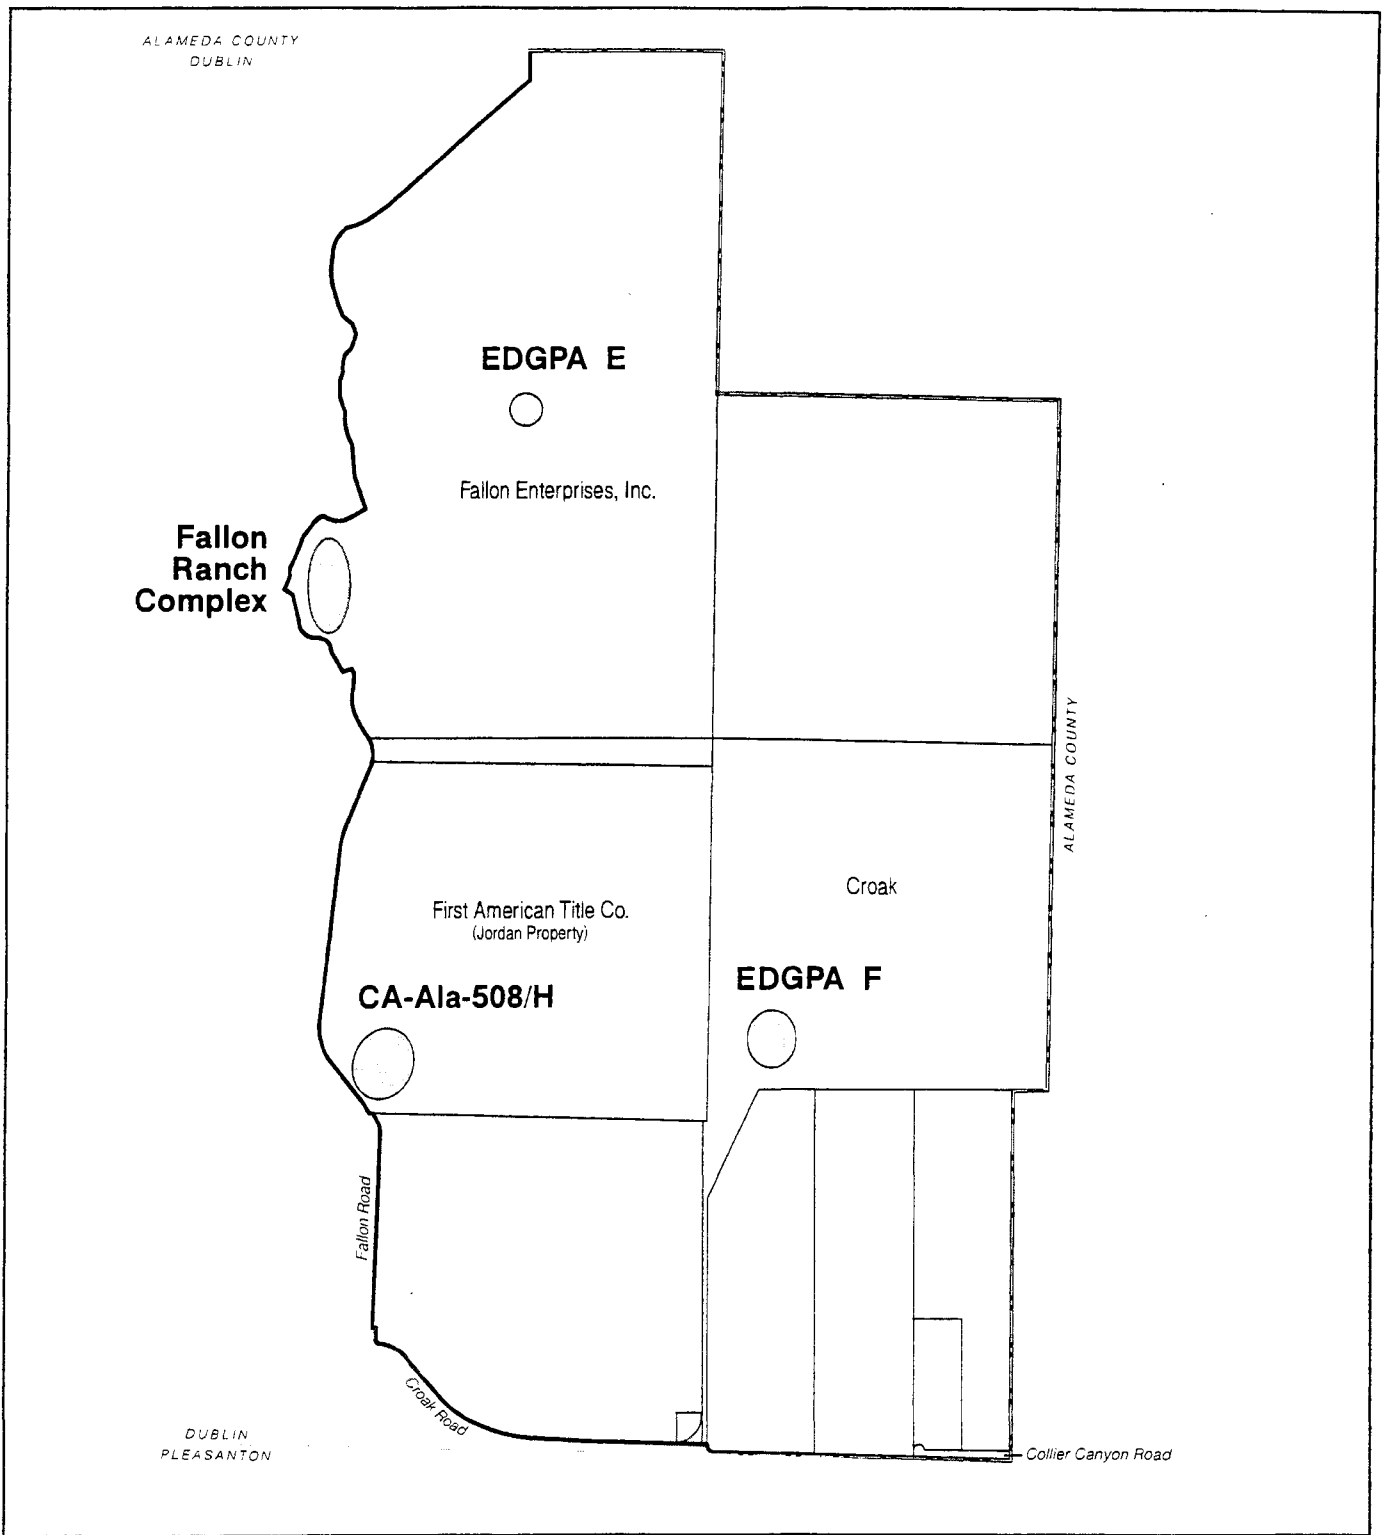 ALAMEDA COUNTY
DUBLIN
EDGPA E
Fallon Enterprises, Inc.
Fallon
Ranch
Complex
ALAMEDA COUNTY
Croak
First American Title Co.
(Jordan Property)
EDGPA F
CA-Ala-508/H
Fallon Road
Croak Road
DUBLIN
PLEASANTON
Collier Canyon Road